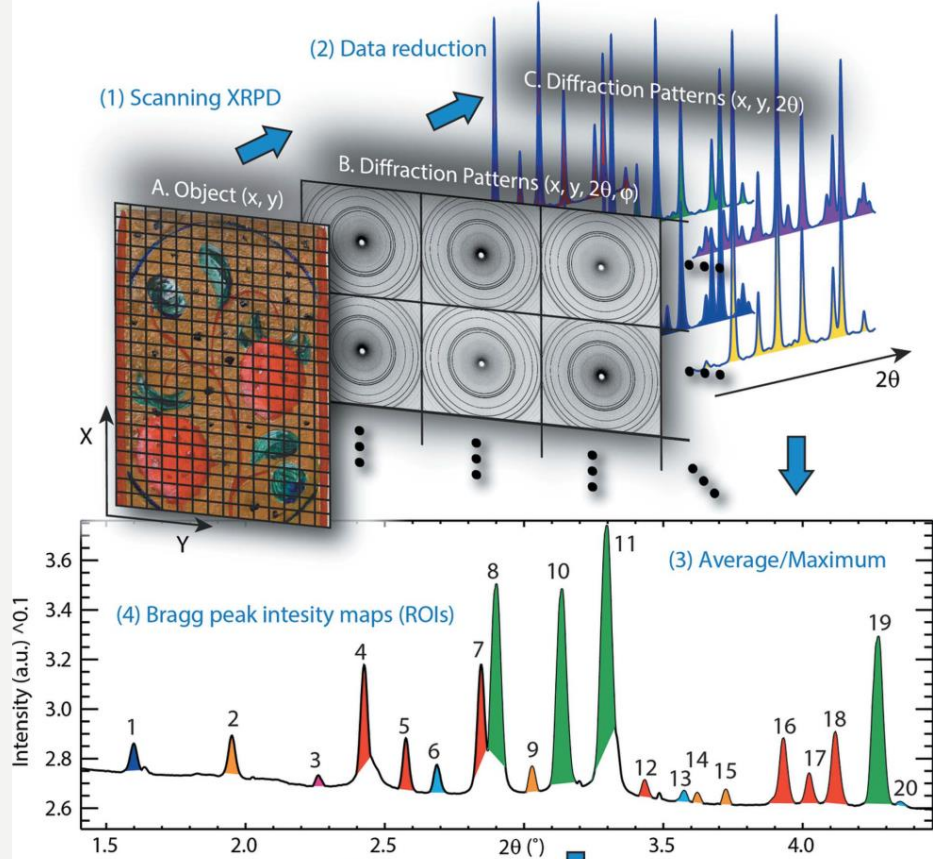 (2) Data reduction
C. Diffraction Patterns (x, y, 2θ)
(1) Scanning XRPD
B. Diffraction Patterns (x, y, 2θ, φ)
A. Object (x, y)
2θ
X
Y
(3) Average/Maximum
(4) Bragg peak intesity maps (ROIs)
Intensity (a.u.) ^0.1
3.6
3.4
3.2
3.0
2.8
2.6
1
2
3
4
5
6
7
8
9
10
11
12
13
14
15
16
17
18
19
20
1.5
2.0
2.5
2θ (°)
3.5
4.0